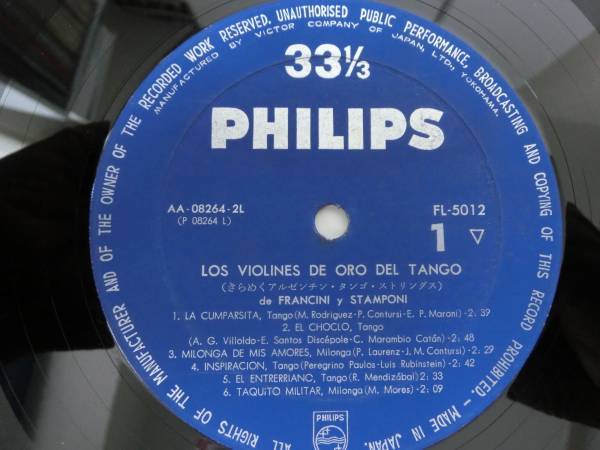 ALL RIGHTS OF THE MANUFACTURER AND OF THE OWNER OF THE RECORDED WORK RESERVED. UNAUTHORISED PUBLIC PERFORMANCE, BROADCASTING AND COPYING OF THIS RECORD PROHIBITED. - MADE IN JAPAN.
MANUFACTURED BY VICTOR COMPANY OF JAPAN, LTD., YOKOHAMA.
33⅓
PHILIPS
AA-08264-2L
(P 08264 L)
FL-5012
1 ▽
LOS VIOLINES DE ORO DEL TANGO
(きらめくアルゼンチン・タンゴ・ストリングス)
de FRANCINI y STAMPONI
1. LA CUMPARSITA, Tango(M. Rodriguez-P. Contursi-E. P. Maroni)-2: 39
2. EL CHOCLO, Tango
(A. G. Villoldo-E. Santos Discépole-C. Marambio Catán)-2: 48
3. MILONGA DE MIS AMORES, Milonga(P. Laurenz-J. M. Contursi)-2: 29
4. INSPIRACION, Tango(Peregrino Paulos-Luis Rubinstein)-2: 42
5. EL ENTRERRIANO, Tango(R. Mendizábal) 2: 33
6. TAQUITO MILITAR, Milonga(M. Mores)-2: 09
PHILIPS